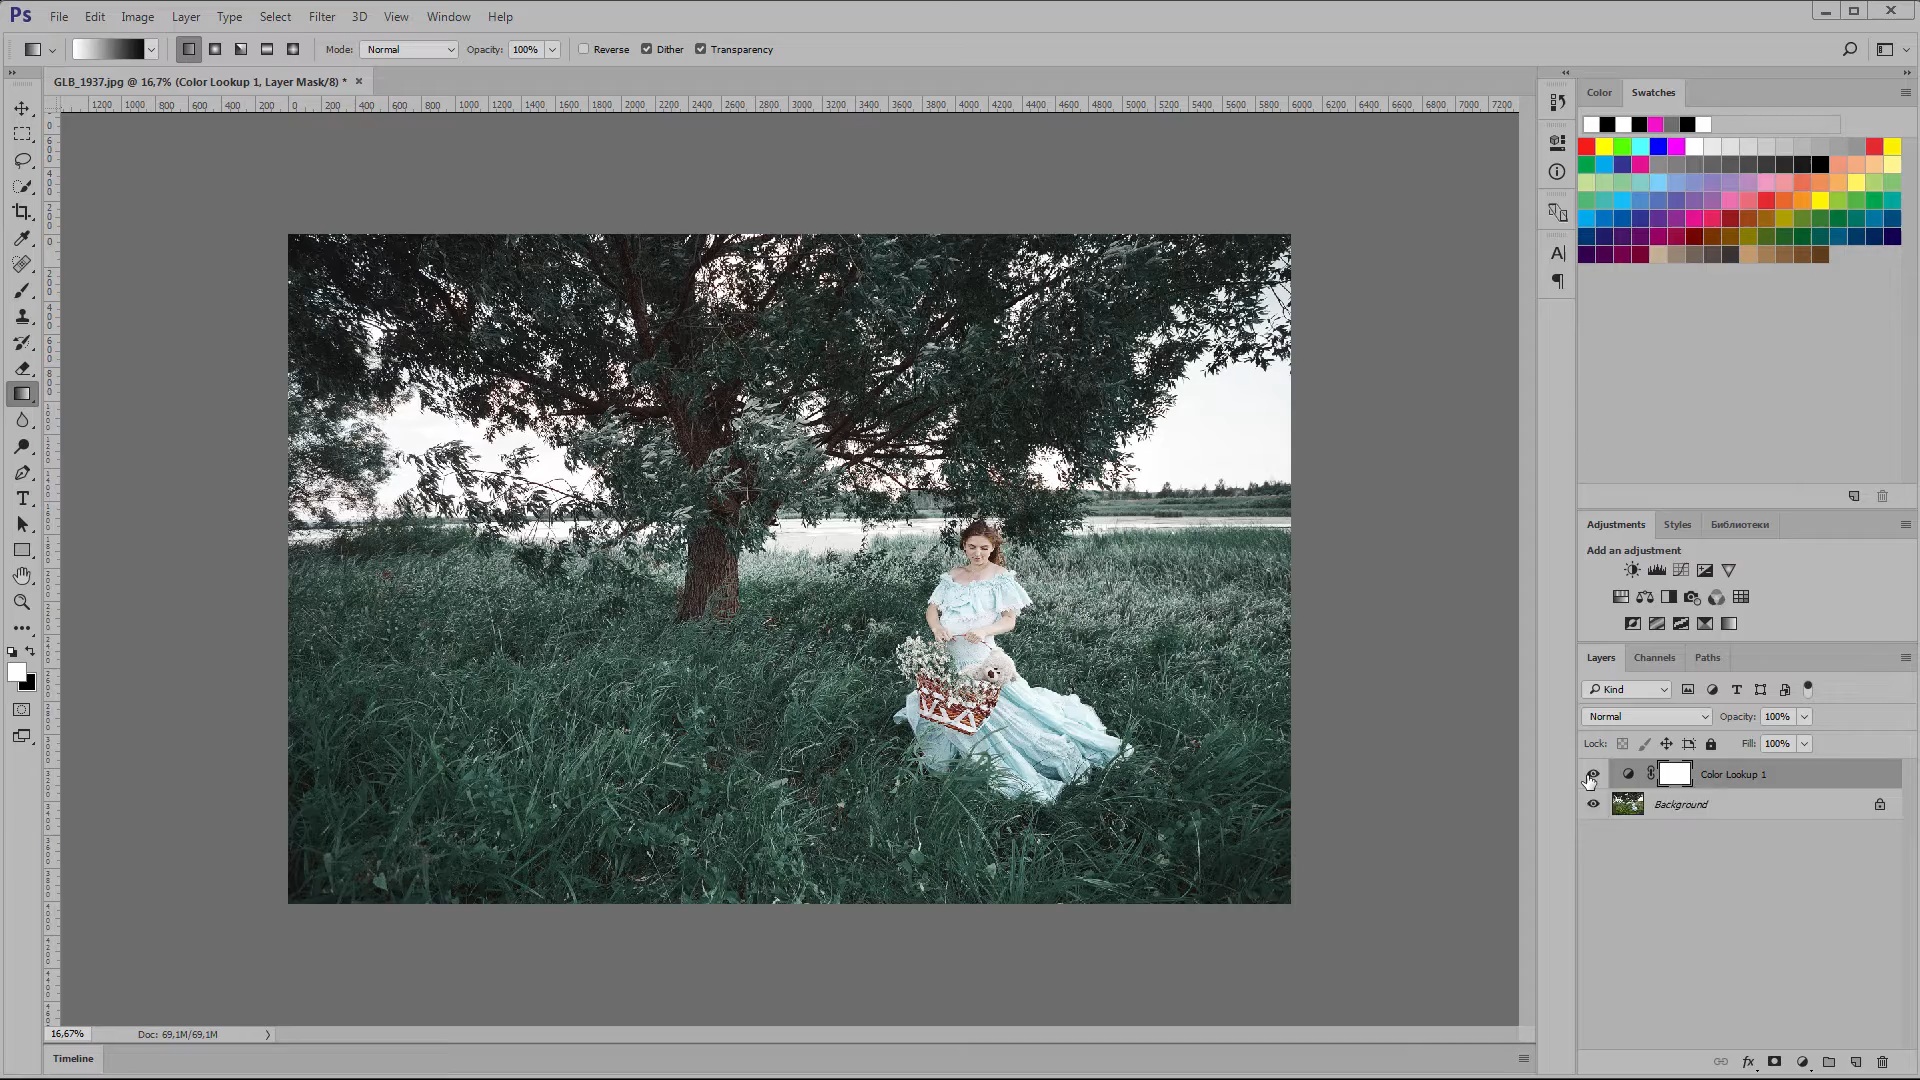 Ps File Edit Image Layer Type Select Filter 3D View Window Help
Mode: Normal Opacity: 100% Reverse Dither Transparency
GLB_1937.jpg @ 16,7% (Color Lookup 1, Layer Mask/8) * ×
1200 1000 800 600 400 200 0 200 400 600 800 1000 1200 1400 1600 1800 2000 2200 2400 2600 2800 3000 3200 3400 3600 3800 4000 4200 4400 4600 4800 5000 5200 5400 5600 5800 6000 6200 6400 6600 6800 7000 7200
Color Swatches
Adjustments Styles Библиотеки
Add an adjustment
Layers Channels Paths
Kind
Normal Opacity: 100%
Lock: Fill: 100%
Color Lookup 1
Background
16,67% Doc: 69,1M/69,1M
Timeline
fx